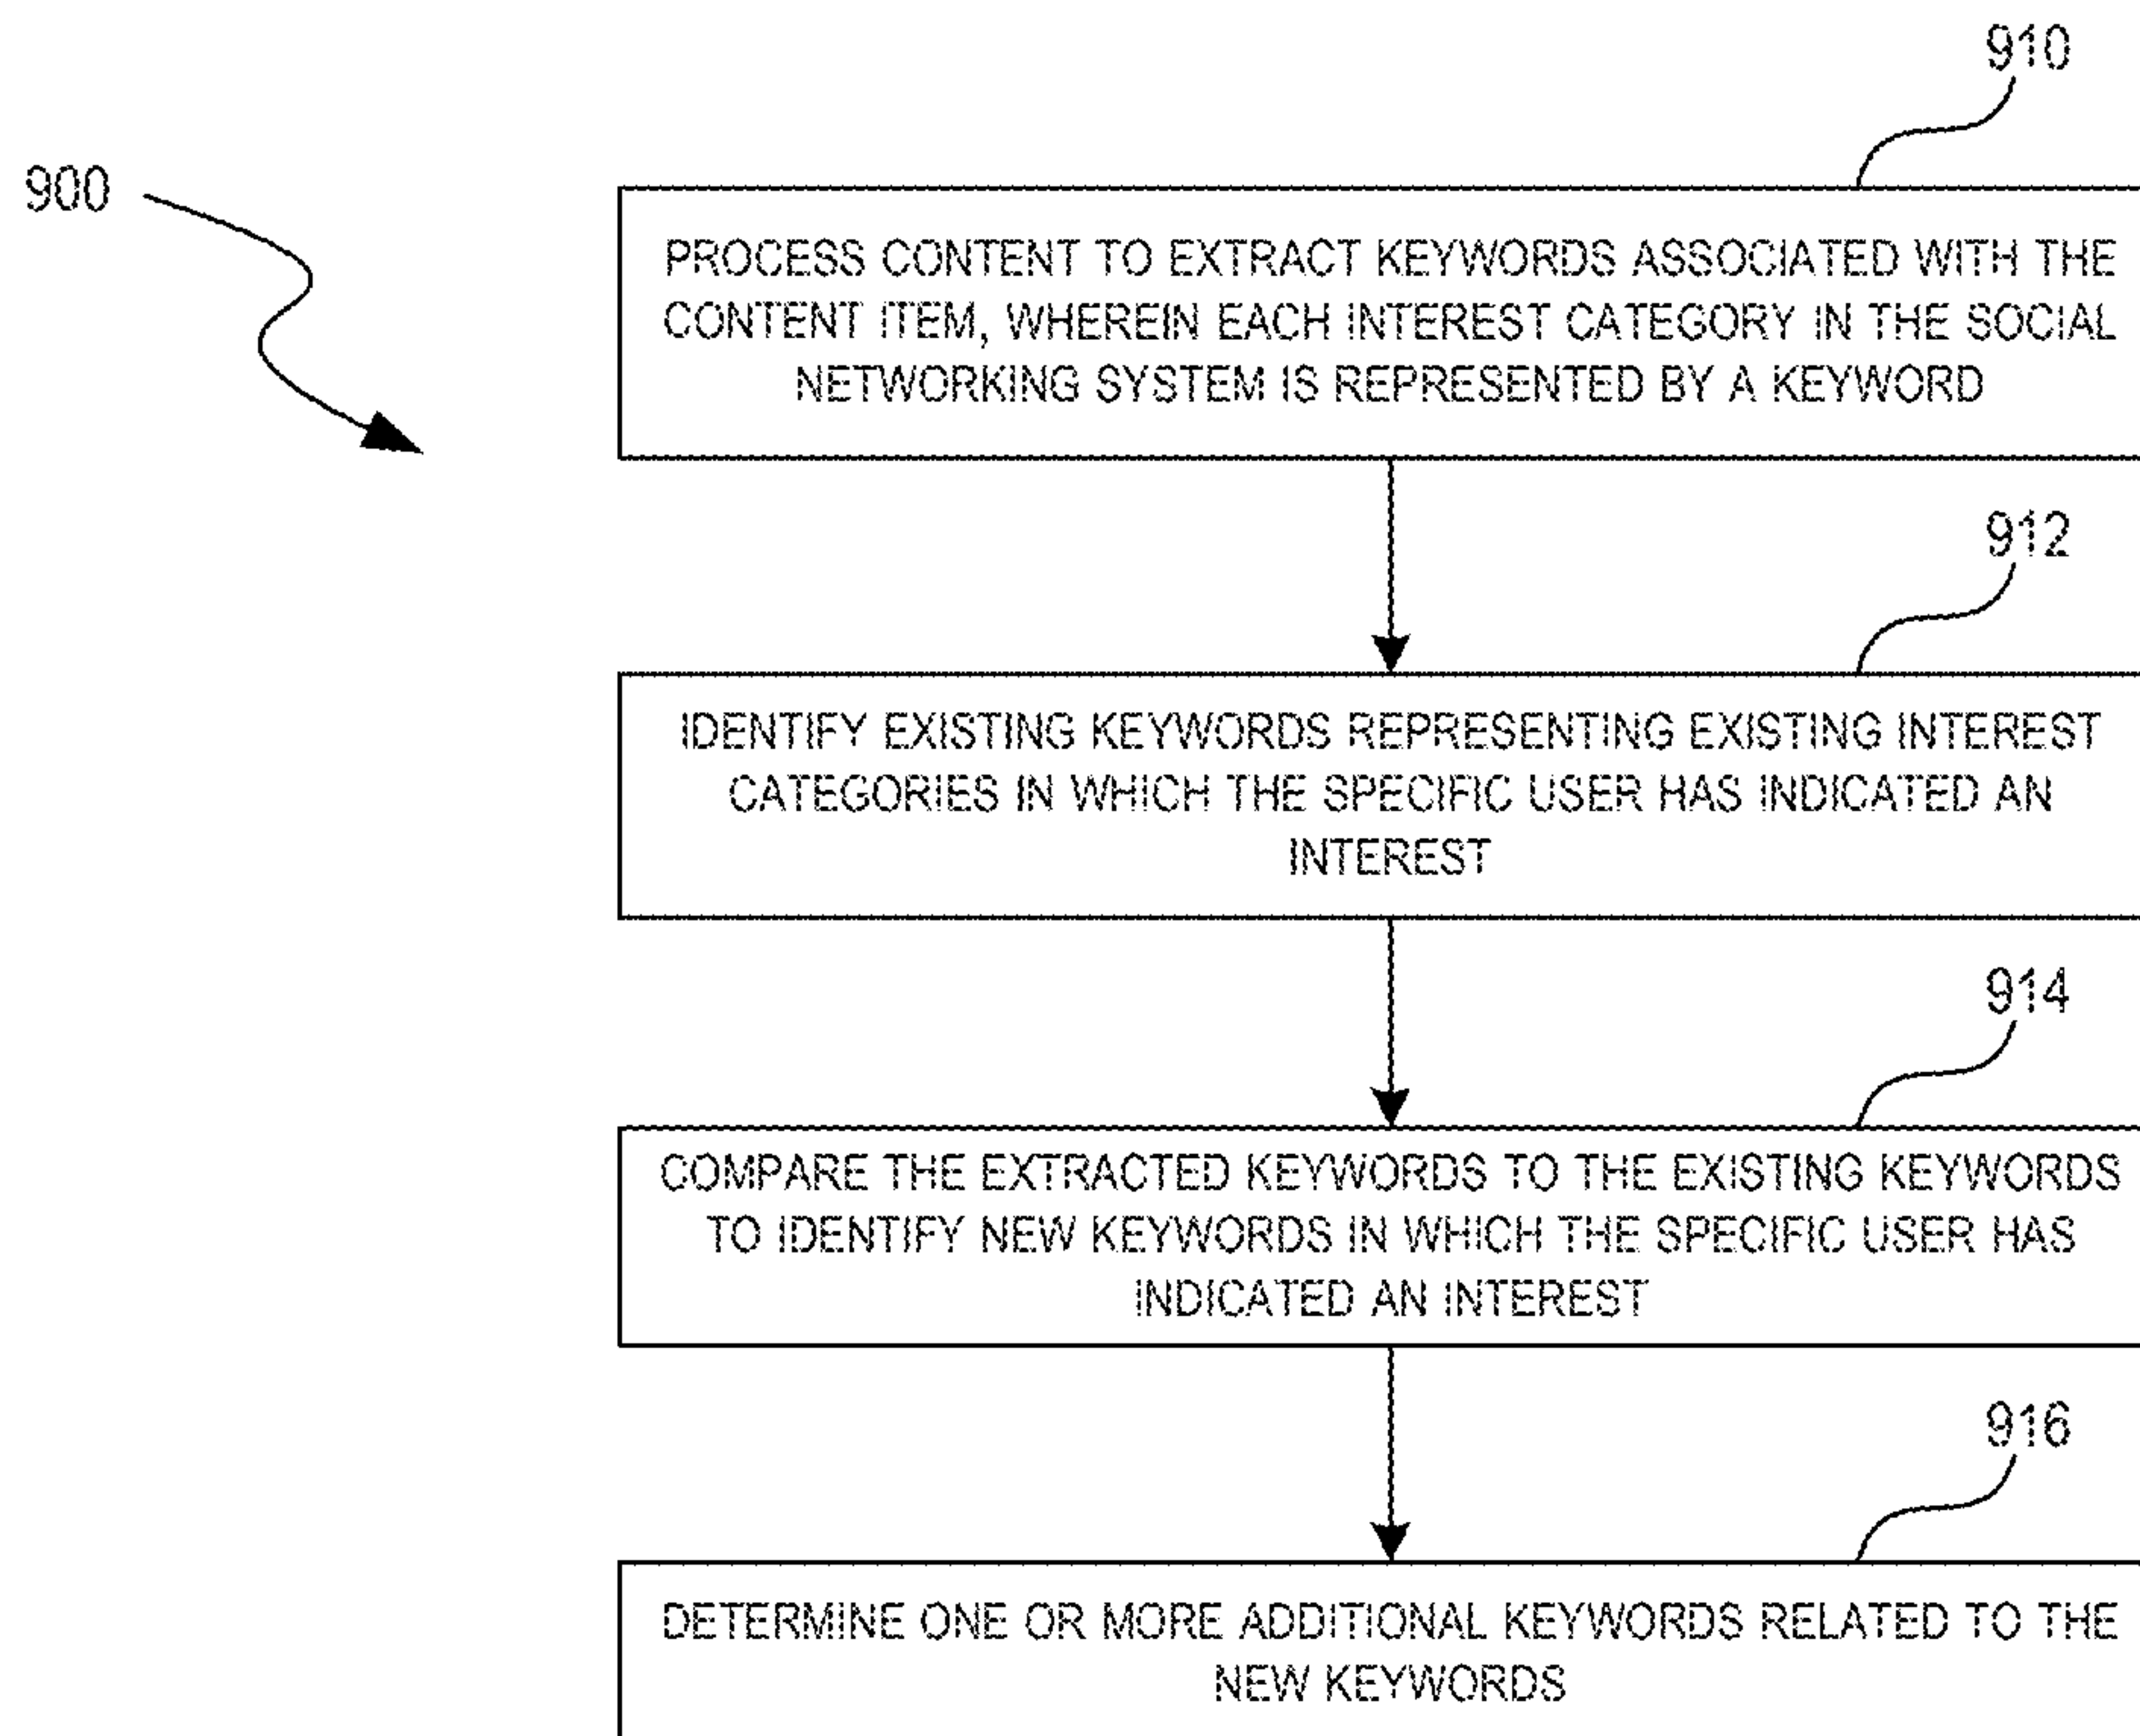 910
900
PROCESS CONTENT TO EXTRACT KEYWORDS ASSOCIATED WITH THE
CONTENT ITEM, WHEREIN EACH INTEREST CATEGORY IN THE SOCIAL
NETWORKING SYSTEM IS REPRESENTED BY A KEYWORD
912
IDENTIFY EXISTING KEYWORDS REPRESENTING EXISTING INTEREST
CATEGORIES IN WHICH THE SPECIFIC USER HAS INDICATED AN
INTEREST
914
COMPARE THE EXTRACTED KEYWORDS TO THE EXISTING KEYWORDS
TO IDENTIFY NEW KEYWORDS IN WHICH THE SPECIFIC USER HAS
INDICATED AN INTEREST
916
DETERMINE ONE OR MORE ADDITIONAL KEYWORDS RELATED TO THE
NEW KEYWORDS